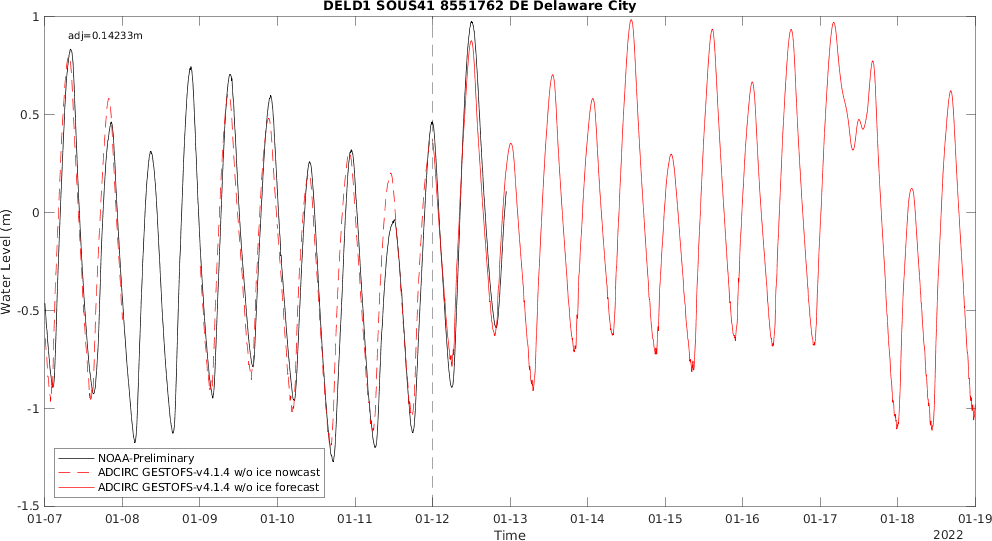 DELD1 SOUS41 8551762 DE Delaware City
adj=0.14233m
1
0.5
0
-0.5
-1
-1.5
Water Level (m)
NOAA-Preliminary
ADCIRC GESTOFS-v4.1.4 w/o ice nowcast
ADCIRC GESTOFS-v4.1.4 w/o ice forecast
01-07 01-08 01-09 01-10 01-11 01-12 01-13 01-14 01-15 01-16 01-17 01-18 01-19
Time
2022